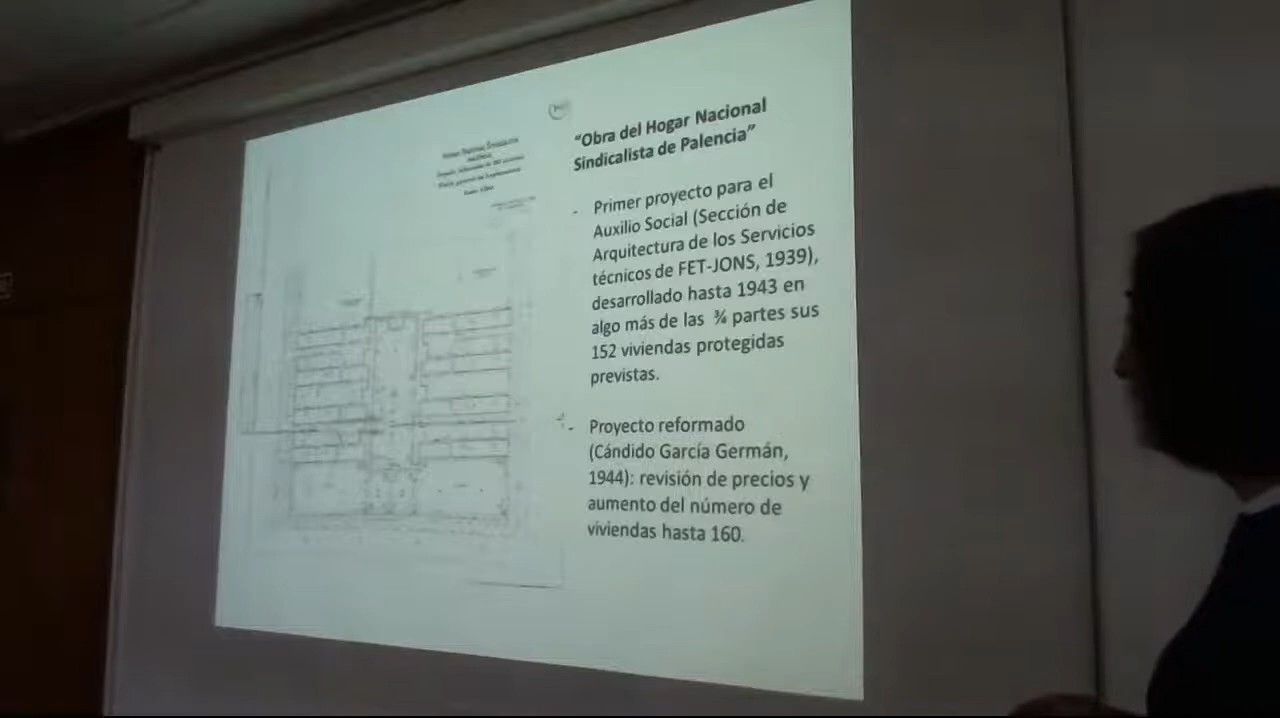 “Obra del Hogar Nacional
Sindicalista de Palencia”
- Primer proyecto para el
Auxilio Social (Sección de
Arquitectura de los Servicios
técnicos de FET-JONS, 1939),
desarrollado hasta 1943 en
algo más de las ¾ partes sus
152 viviendas protegidas
previstas.
- Proyecto reformado
(Cándido García Germán,
1944): revisión de precios y
aumento del número de
viviendas hasta 160.